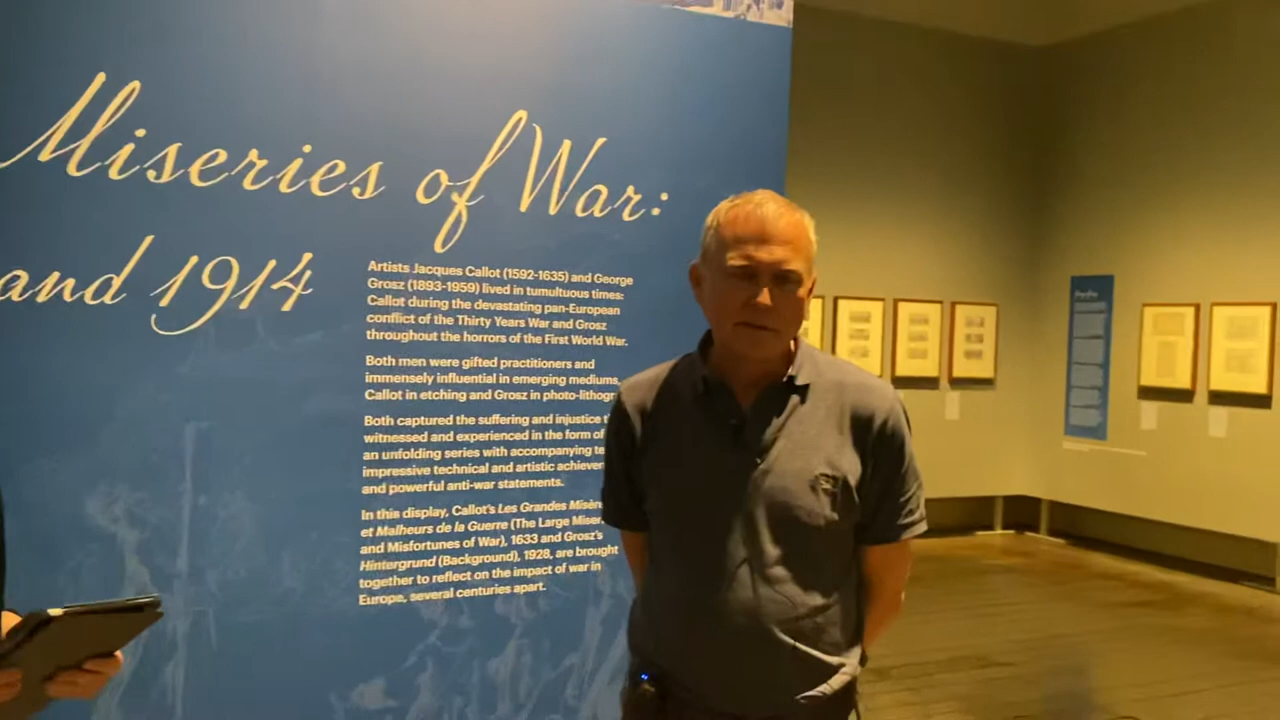 Miseries of War:
and 1914
Artists Jacques Callot (1592-1635) and George
Grosz (1893-1959) lived in tumultuous times:
Callot during the devastating pan-European
conflict of the Thirty Years War and Grosz
throughout the horrors of the First World War.
Both men were gifted practitioners and
immensely influential in emerging mediums,
Callot in etching and Grosz in photo-lithogr
Both captured the suffering and injustice
witnessed and experienced in the form of
an unfolding series with accompanying te
impressive technical and artistic achievem
and powerful anti-war statements.
In this display, Callot's Les Grandes Misèr
et Malheurs de la Guerre (The Large Miser
and Misfortunes of War), 1633 and Grosz's
Hintergrund (Background), 1928, are brought
together to reflect on the impact of war in
Europe, several centuries apart.